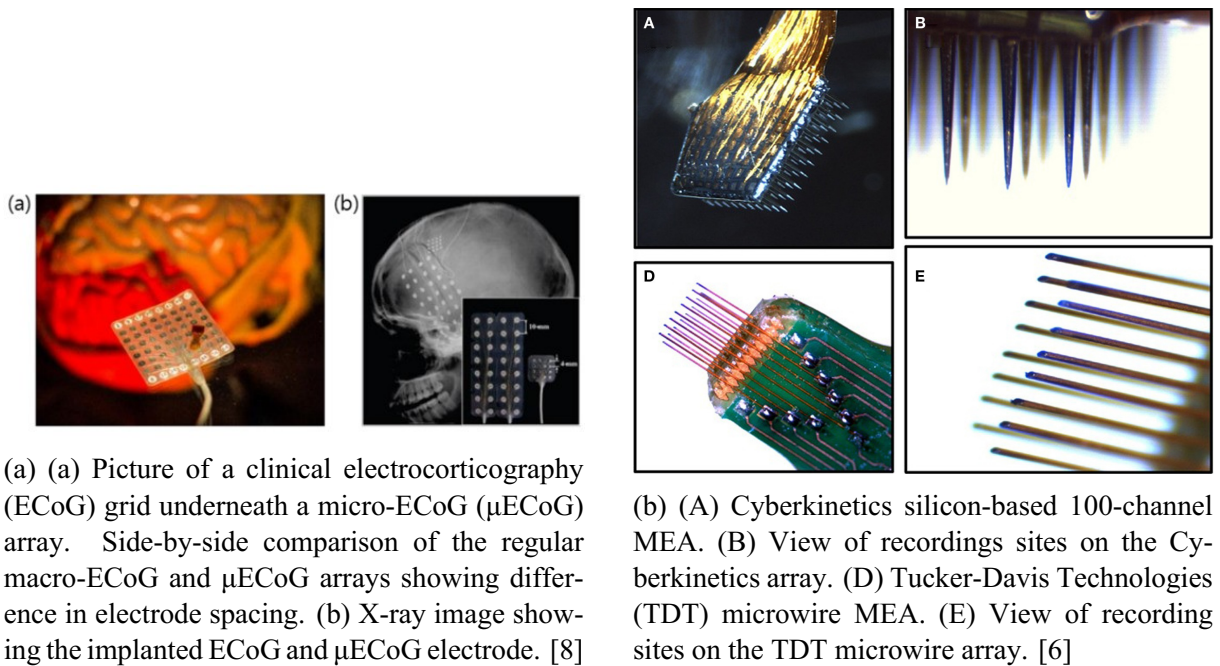 (a)
(b)
10-mm
4-mm
(a) (a) Picture of a clinical electrocorticography
(ECoG) grid underneath a micro-ECoG (μECoG)
array. Side-by-side comparison of the regular
macro-ECoG and μECoG arrays showing differ-
ence in electrode spacing. (b) X-ray image show-
ing the implanted ECoG and μECoG electrode. [8]
A
B
D
E
(b) (A) Cyberkinetics silicon-based 100-channel
MEA. (B) View of recordings sites on the Cy-
berkinetics array. (D) Tucker-Davis Technologies
(TDT) microwire MEA. (E) View of recording
sites on the TDT microwire array. [6]